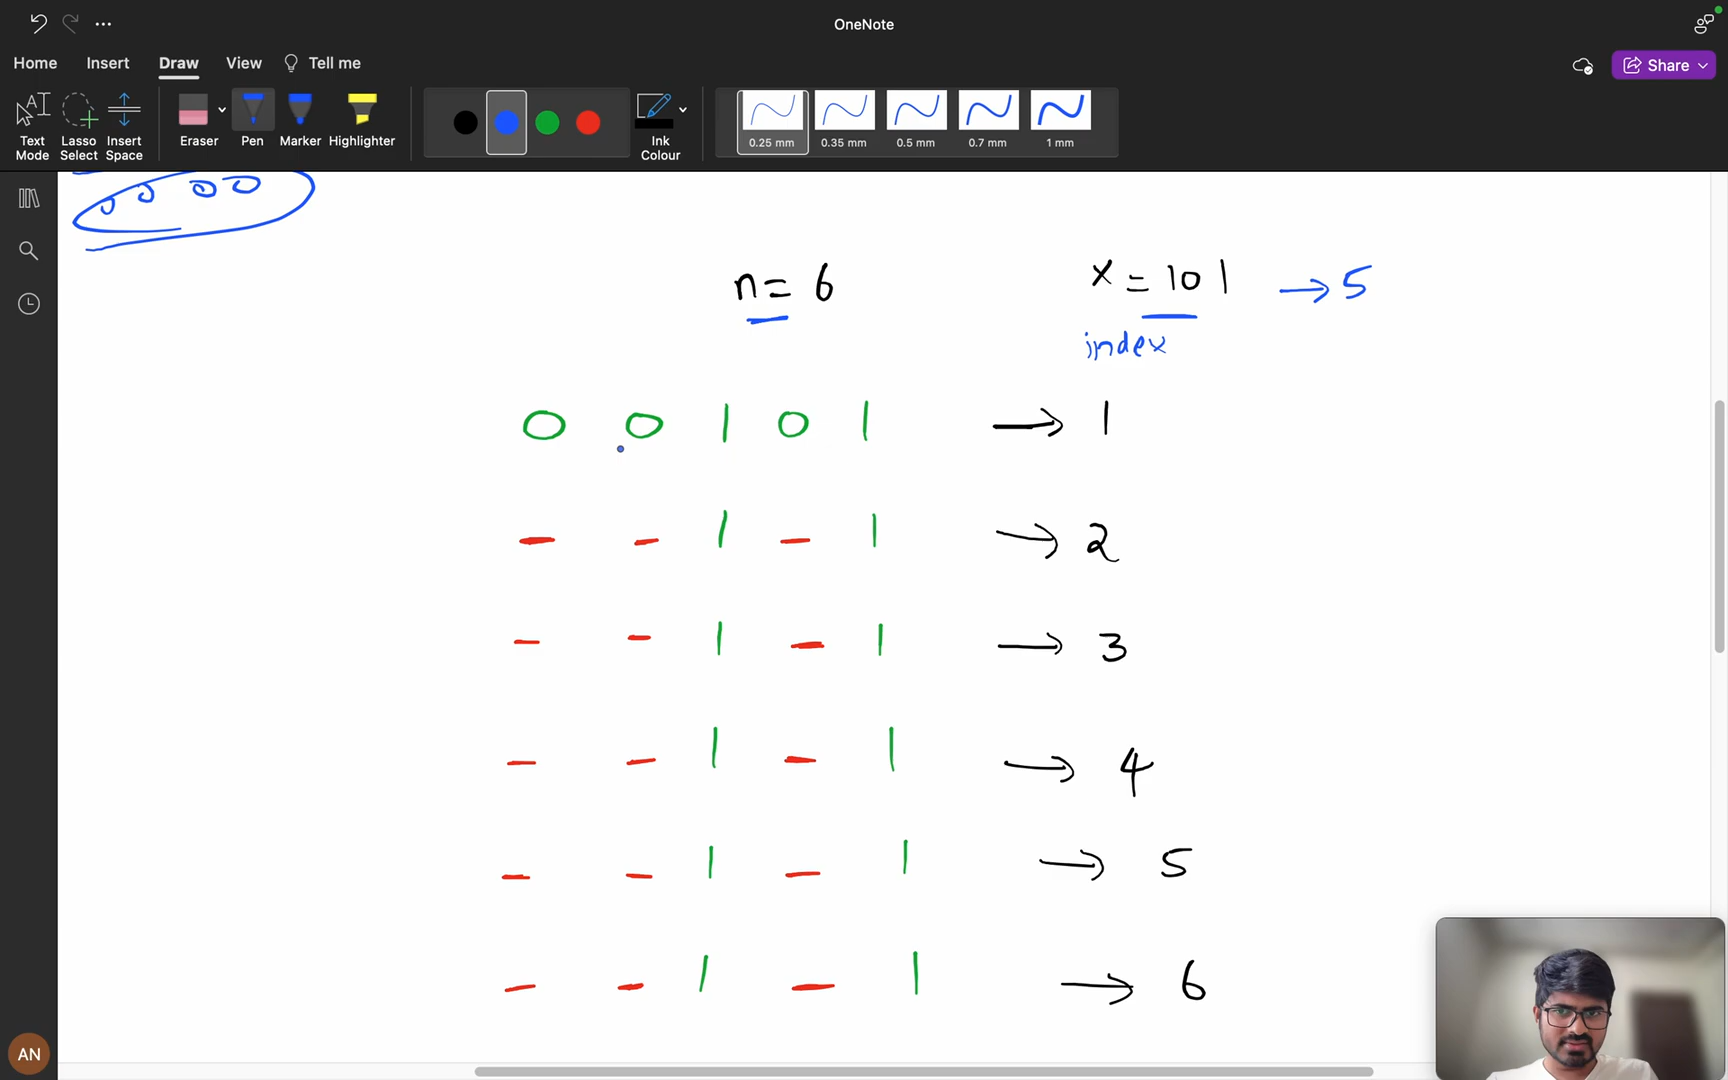 OneNote
Home Insert Draw View Tell me
Share
Text Mode
Lasso Select
Insert Space
Eraser
Pen
Marker
Highlighter
Ink Colour
0.25 mm
0.35 mm
0.5 mm
0.7 mm
1 mm
n = 6
x = 101 → 5
index
0 0 1 0 1 → 1
- - 1 - 1 → 2
- - 1 - 1 → 3
- - 1 - 1 → 4
- - 1 - 1 → 5
- - 1 - 1 → 6
AN